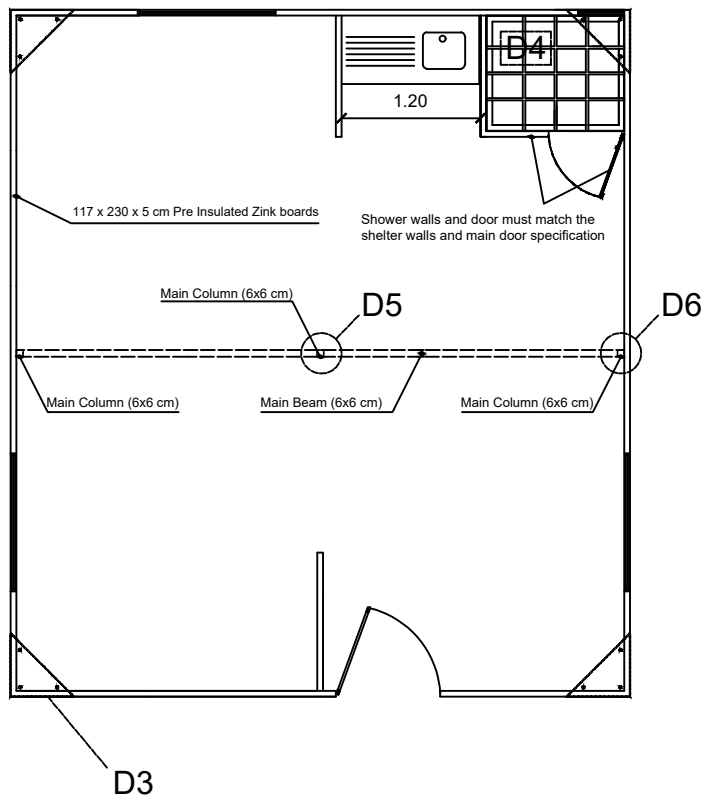 D4
1.20
117 x 230 x 5 cm Pre Insulated Zink boards
Shower walls and door must match the
shelter walls and main door specification
Main Column (6x6 cm)
D5
D6
Main Column (6x6 cm)
Main Beam (6x6 cm)
Main Column (6x6 cm)
D3